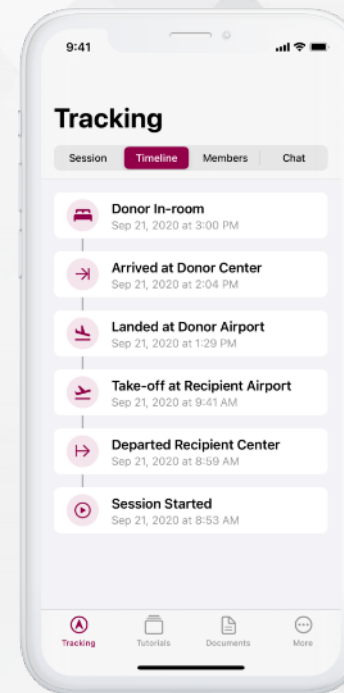 9:41
Tracking
Session Timeline Members Chat
Donor In-room
Sep 21, 2020 at 3:00 PM
Arrived at Donor Center
Sep 21, 2020 at 2:04 PM
Landed at Donor Airport
Sep 21, 2020 at 1:29 PM
Take-off at Recipient Airport
Sep 21, 2020 at 9:41 AM
Departed Recipient Center
Sep 21, 2020 at 8:59 AM
Session Started
Sep 21, 2020 at 8:53 AM
Tracking Tutorials Documents More